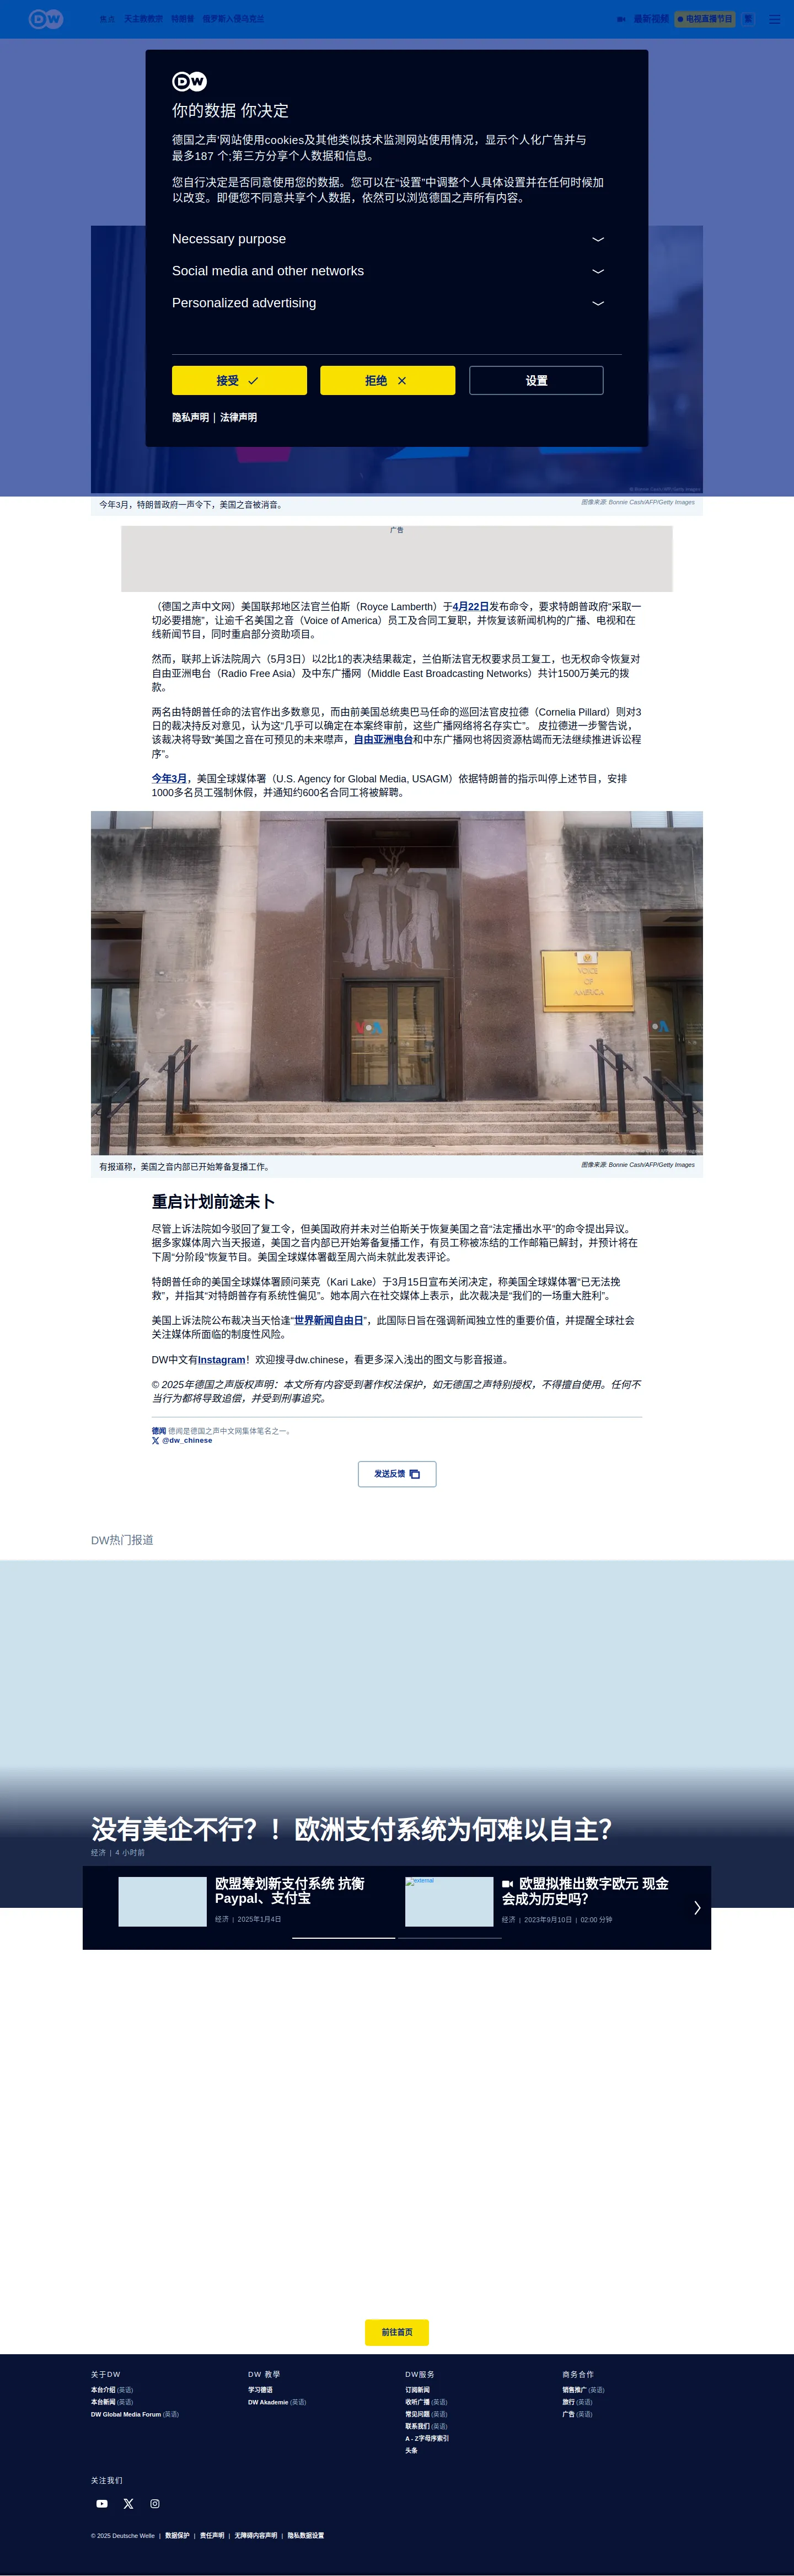 DW
焦点 天主教教宗 特朗普 俄罗斯入侵乌克兰
最新视频 电视直播节目 繁
DW
你的数据 你决定
德国之声'网站使用cookies及其他类似技术监测网站使用情况，显示个人化广告并与
最多187 个;第三方分享个人数据和信息。
您自行决定是否同意使用您的数据。您可以在“设置”中调整个人具体设置并在任何时候加
以改变。即便您不同意共享个人数据，依然可以浏览德国之声所有内容。
Necessary purpose
Social media and other networks
Personalized advertising
接受 拒绝 设置
隐私声明 | 法律声明
今年3月，特朗普政府一声令下，美国之音被消音。
图像来源: Bonnie Cash/AFP/Getty Images
广告
（德国之声中文网）美国联邦地区法官兰伯斯（Royce Lamberth）于4月22日发布命令，要求特朗普政府“采取一
切必要措施”，让逾千名美国之音（Voice of America）员工及合同工复职，并恢复该新闻机构的广播、电视和在
线新闻节目，同时重启部分资助项目。
然而，联邦上诉法院周六（5月3日）以2比1的表决结果裁定，兰伯斯法官无权要求员工复工，也无权命令恢复对
自由亚洲电台（Radio Free Asia）及中东广播网（Middle East Broadcasting Networks）共计1500万美元的拨
款。
两名由特朗普任命的法官作出多数意见，而由前美国总统奥巴马任命的巡回法官皮拉德（Cornelia Pillard）则对3
日的裁决持反对意见，认为这“几乎可以确定在本案终审前，这些广播网络将名存实亡”。 皮拉德进一步警告说，
该裁决将导致“美国之音在可预见的未来噤声，自由亚洲电台和中东广播网也将因资源枯竭而无法继续推进诉讼程
序”。
今年3月，美国全球媒体署（U.S. Agency for Global Media, USAGM）依据特朗普的指示叫停上述节目，安排
1000多名员工强制休假，并通知约600名合同工将被解聘。
VOICE
OF
AMERICA
VOA
VOA
有报道称，美国之音内部已开始筹备复播工作。
图像来源: Bonnie Cash/AFP/Getty Images
重启计划前途未卜
尽管上诉法院如今驳回了复工令，但美国政府并未对兰伯斯关于恢复美国之音“法定播出水平”的命令提出异议。
据多家媒体周六当天报道，美国之音内部已开始筹备复播工作，有员工称被冻结的工作邮箱已解封，并预计将在
下周“分阶段”恢复节目。美国全球媒体署截至周六尚未就此发表评论。
特朗普任命的美国全球媒体署顾问莱克（Kari Lake）于3月15日宣布关闭决定，称美国全球媒体署“已无法挽
救”，并指其“对特朗普存有系统性偏见”。她本周六在社交媒体上表示，此次裁决是“我们的一场重大胜利”。
美国上诉法院公布裁决当天恰逢“世界新闻自由日”，此国际日旨在强调新闻独立性的重要价值，并提醒全球社会
关注媒体所面临的制度性风险。
DW中文有Instagram！欢迎搜寻dw.chinese，看更多深入浅出的图文与影音报道。
© 2025年德国之声版权声明：本文所有内容受到著作权法保护，如无德国之声特别授权，不得擅自使用。任何不
当行为都将导致追偿，并受到刑事追究。
德闻 德闻是德国之声中文网集体笔名之一。
@dw_chinese
发送反馈
DW热门报道
没有美企不行？！欧洲支付系统为何难以自主？
经济 | 4 小时前
欧盟筹划新支付系统 抗衡
Paypal、支付宝
经济 | 2025年1月4日
external
欧盟拟推出数字欧元 现金
会成为历史吗？
经济 | 2023年9月10日 | 02:00 分钟
前往首页
关于DW
本台介绍 (英语)
本台新闻 (英语)
DW Global Media Forum (英语)
DW 教學
学习德语
DW Akademie (英语)
DW服务
订阅新闻
收听广播 (英语)
常见问题 (英语)
联系我们 (英语)
A - Z字母序索引
头条
商务合作
销售推广 (英语)
旅行 (英语)
广告 (英语)
关注我们
© 2025 Deutsche Welle | 数据保护 | 责任声明 | 无障碍内容声明 | 隐私数据设置